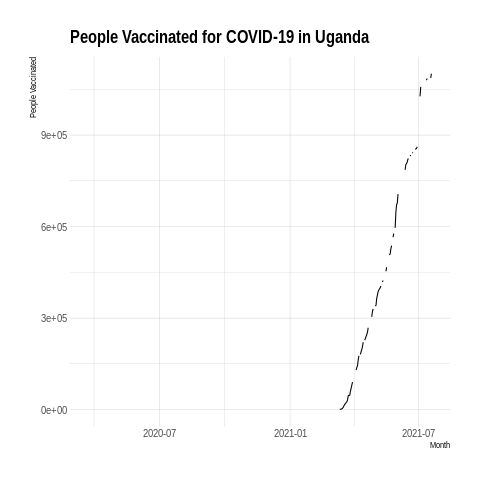 People Vaccinated for COVID-19 in Uganda
People Vaccinated
9e+05
6e+05
3e+05
0e+00
2020-07 2021-01 2021-07
Month